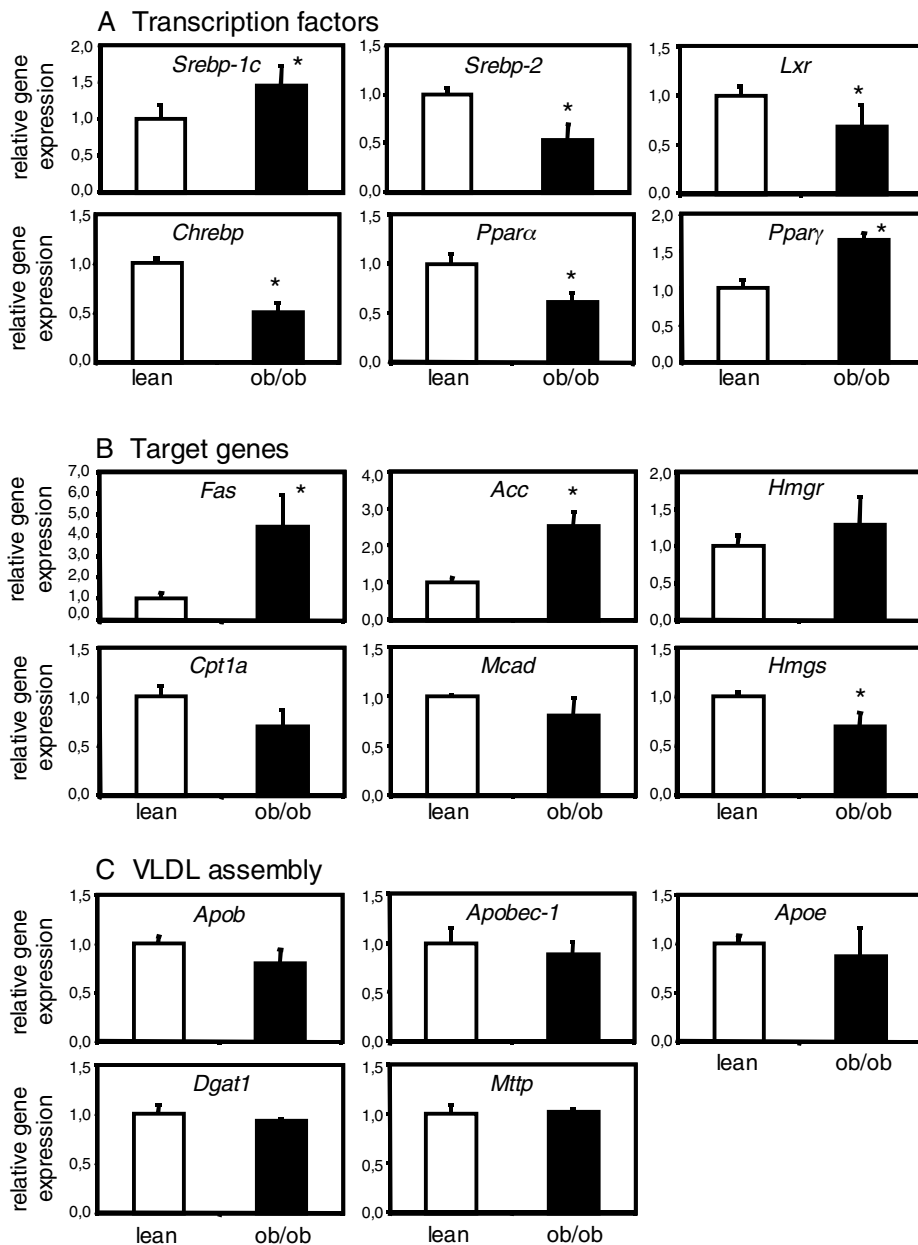 A Transcription factors
relative gene expression
2,0
1,5
1,0
0,5
0,0
Srebp-1c *
1,5
1,0
0,5
0,0
Srebp-2
*
1,5
1,0
0,5
0,0
Lxr
*
relative gene expression
1,5
1,0
0,5
0,0
Chrebp
*
lean ob/ob
1,5
1,0
0,5
0,0
Pparα
*
lean ob/ob
2,0
1,5
1,0
0,5
0,0
Pparγ *
lean ob/ob
B Target genes
relative gene expression
7,0
6,0
5,0
4,0
3,0
2,0
1,0
0,0
Fas *
4,0
3,0
2,0
1,0
0,0
Acc
*
2,0
1,5
1,0
0,5
0,0
Hmgr
relative gene expression
1,5
1,0
0,5
0,0
Cpt1a
lean ob/ob
1,5
1,0
0,5
0,0
Mcad
lean ob/ob
1,5
1,0
0,5
0,0
Hmgs
*
lean ob/ob
C VLDL assembly
relative gene expression
1,5
1,0
0,5
0,0
Apob
1,5
1,0
0,5
0,0
Apobec-1
1,5
1,0
0,5
0,0
Apoe
lean ob/ob
relative gene expression
1,5
1,0
0,5
0,0
Dgat1
lean ob/ob
1,5
1,0
0,5
0,0
Mttp
lean ob/ob